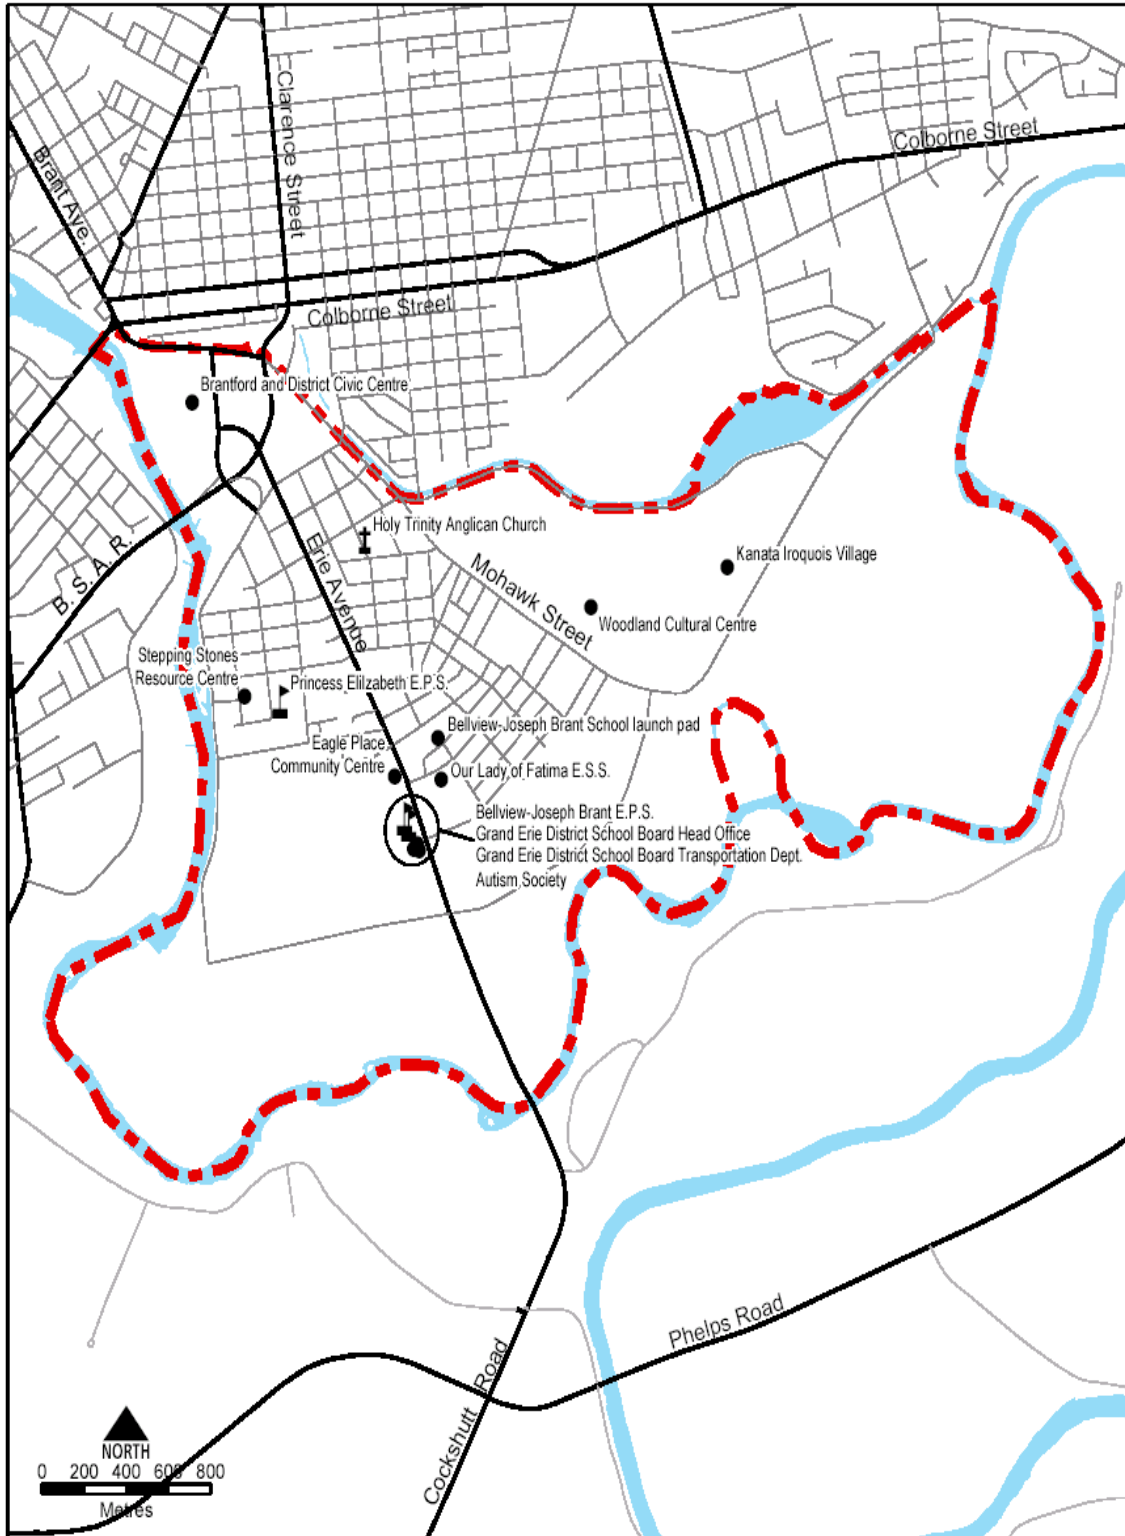 Clarence Street
Colborne Street
Brant Ave.
Colborne Street
Brantford and District Civic Centre
Holy Trinity Anglican Church
Erie Avenue
Mohawk Street
Kanata Iroquois Village
B. S. A. R.
Woodland Cultural Centre
Stepping Stones
Resource Centre
Princess Elilzabeth E.P.S.
Bellview-Joseph Brant School launch pad
Eagle Place
Community Centre
Our Lady of Fatima E.S.S.
Bellview-Joseph Brant E.P.S.
Grand Erie District School Board Head Office
Grand Erie District School Board Transportation Dept.
Autism Society
Phelps Road
Cockshutt Road
NORTH
0 200 400 600 800
Metres